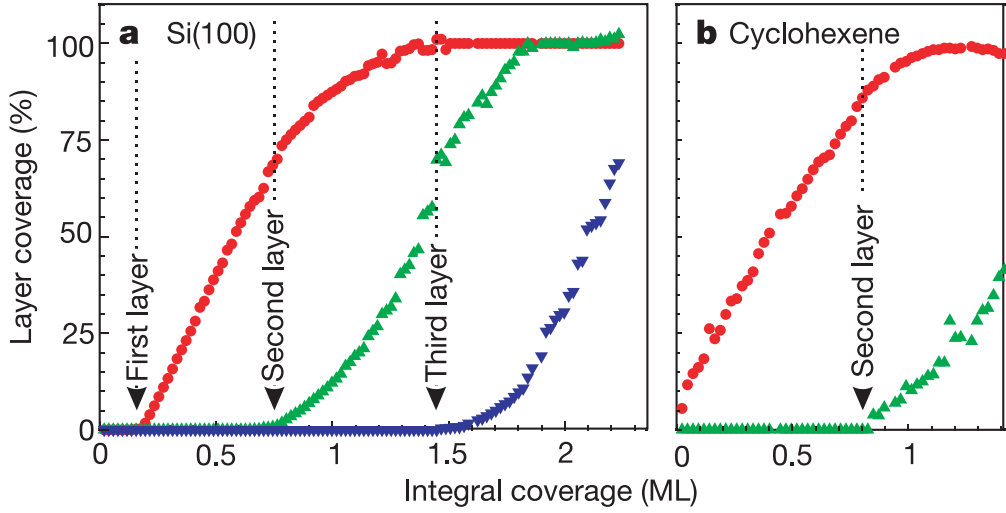 a Si(100)
b Cyclohexene
Layer coverage (%)
100
75
50
25
0
First layer
Second layer
Third layer
Second layer
0 0.5 1 1.5 2
0 0.5 1
Integral coverage (ML)